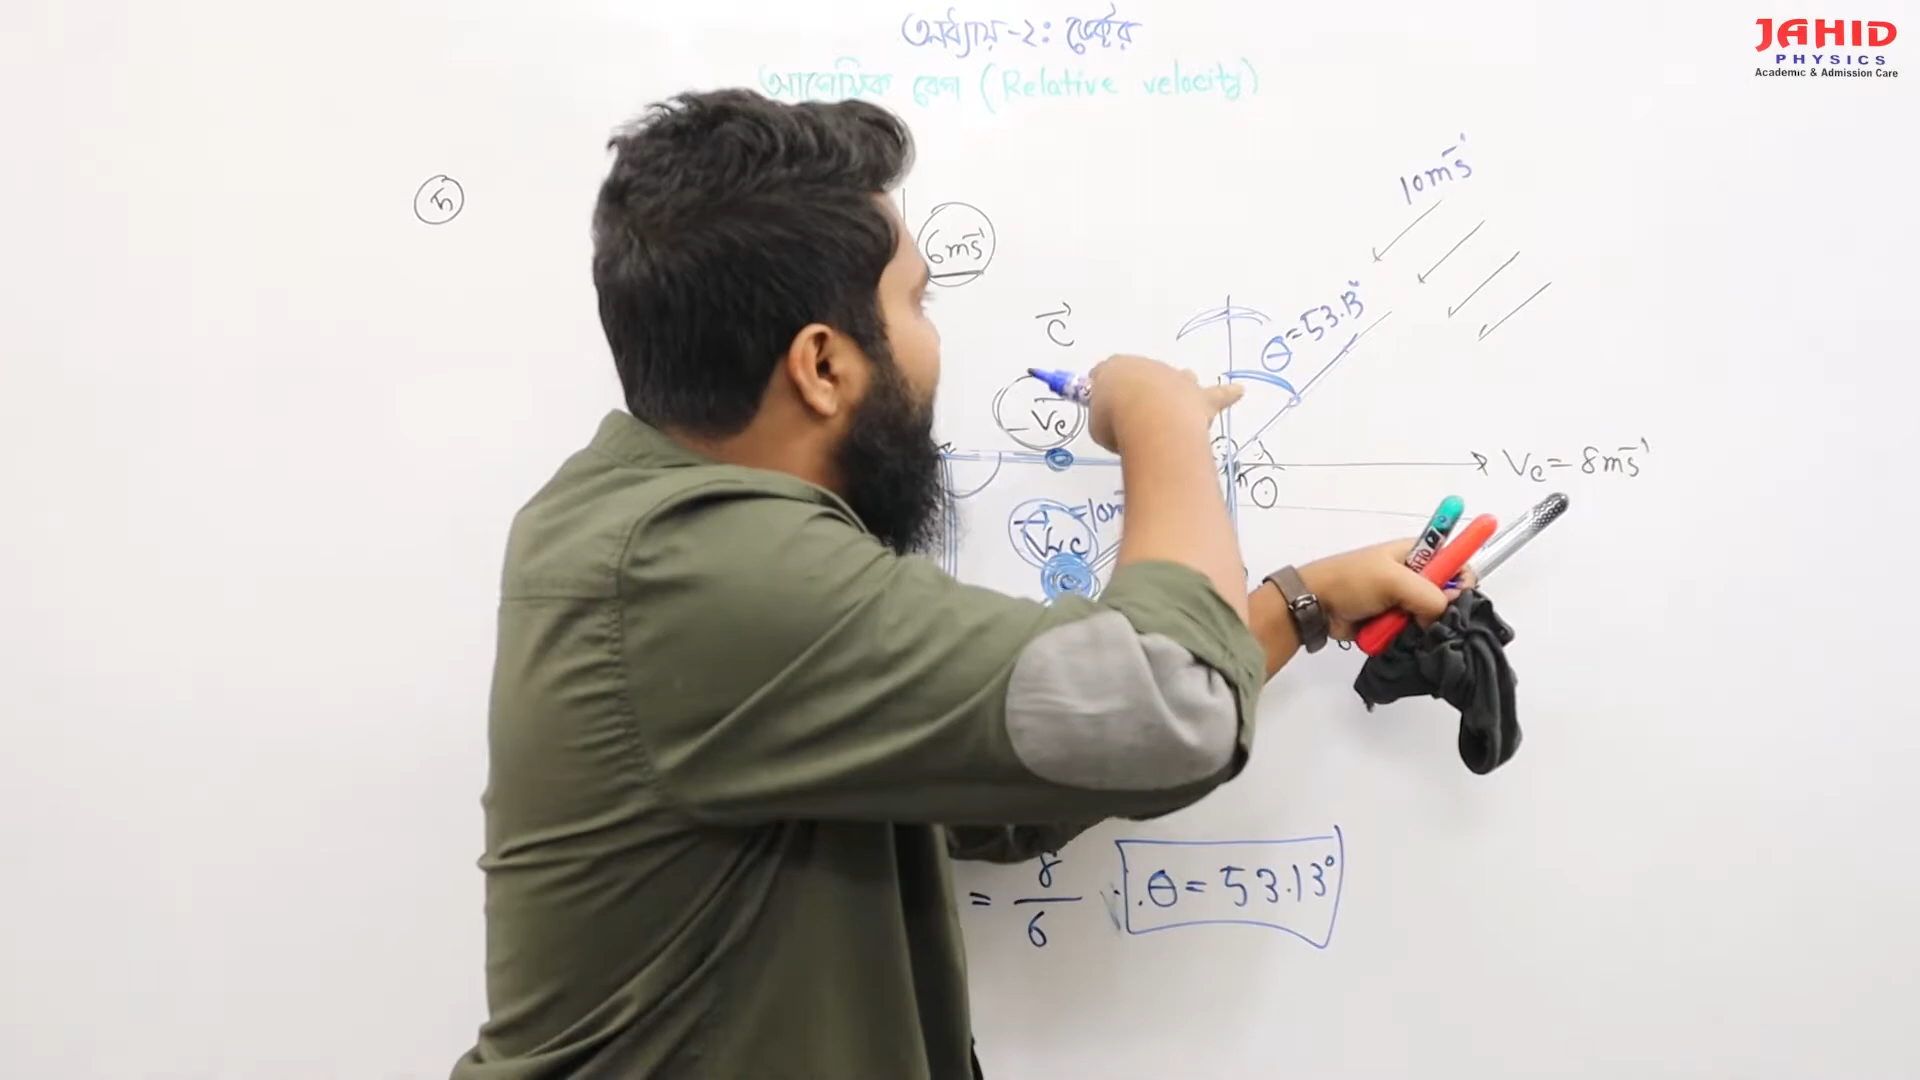 অধ্যায়-২: ভেক্টর
JAHID
PHYSICS
Academic & Admission Care
আপেক্ষিক বেগ (Relative velocity)
10ms⁻¹
6ms⁻¹
θ=53.13°
C
-Vc
Vc=8ms⁻¹
=10m
Vwc
= 8/6 ∴θ=53.13°